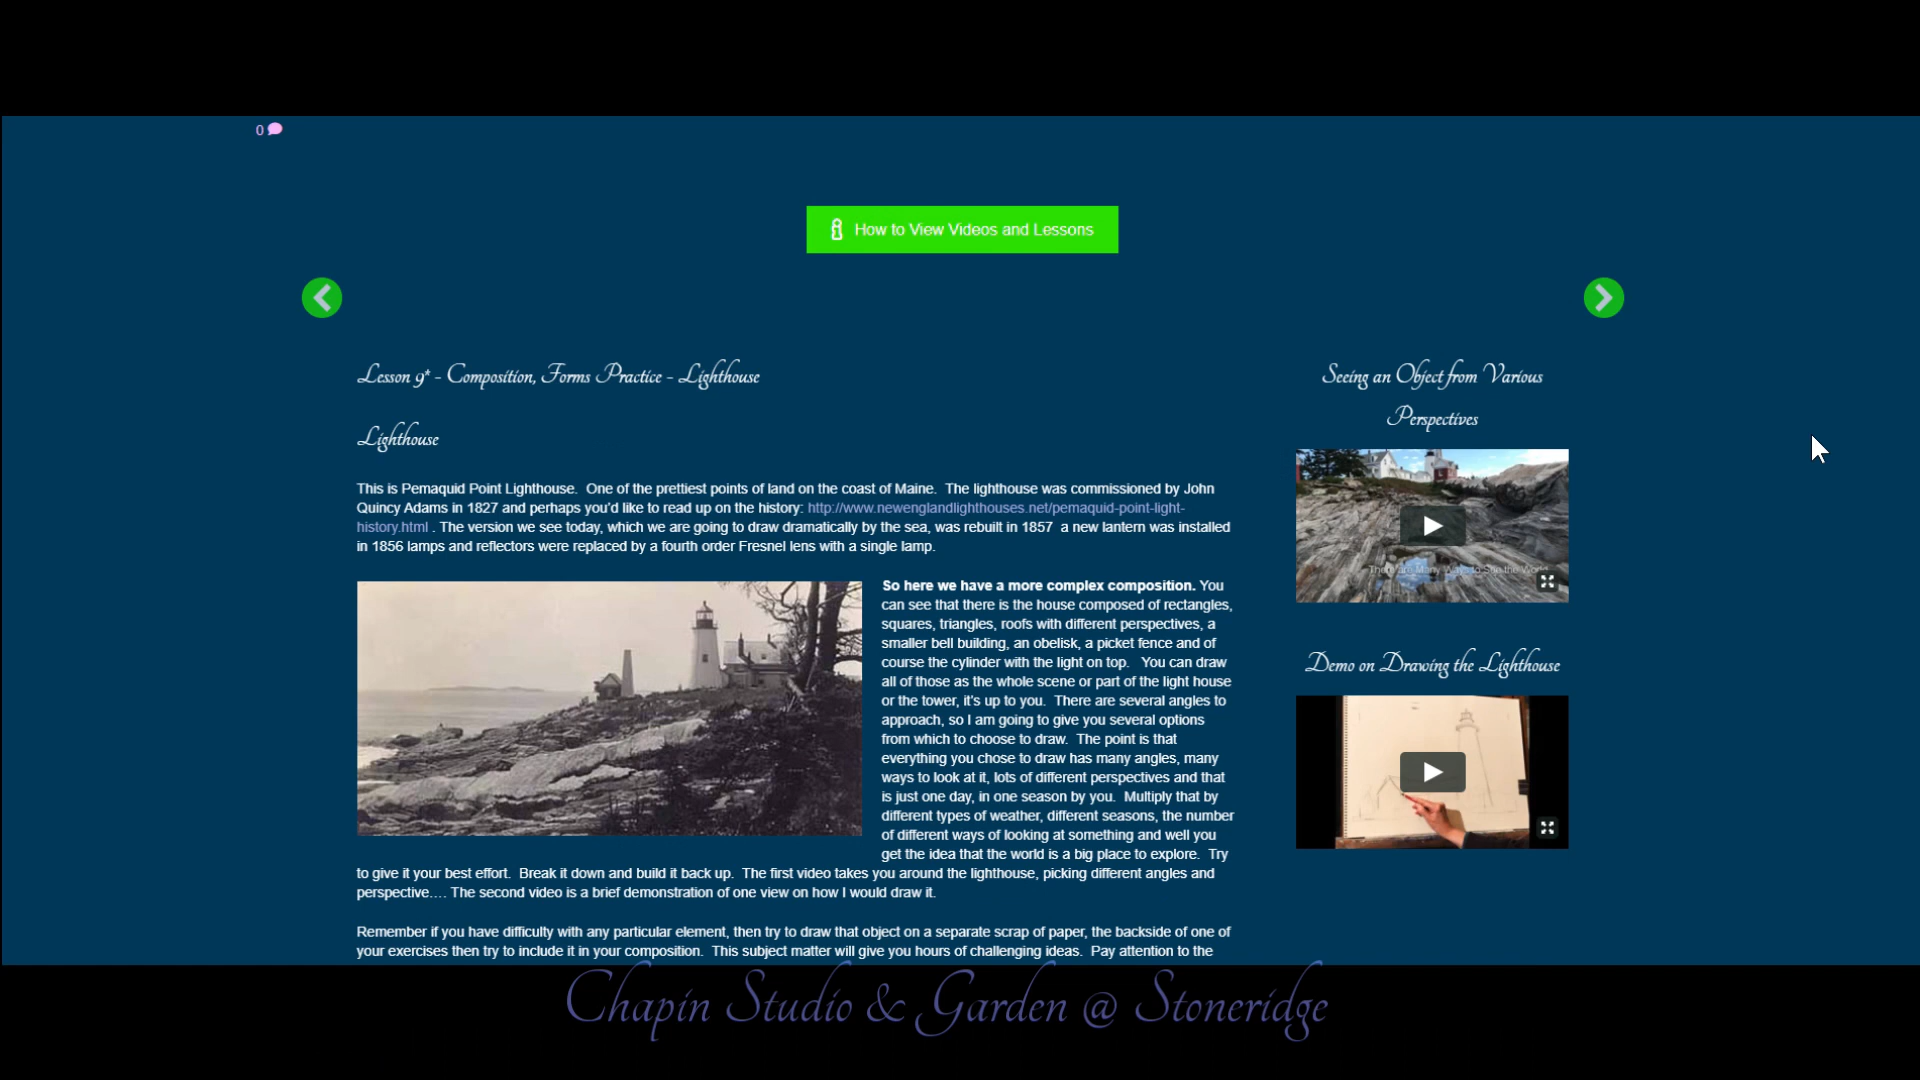 0
How to View Videos and Lessons
Lesson 9* - Composition, Forms Practice - Lighthouse
Lighthouse
This is Pemaquid Point Lighthouse.  One of the prettiest points of land on the coast of Maine.  The lighthouse was commissioned by John
Quincy Adams in 1827 and perhaps you'd like to read up on the history: http://www.newenglandlighthouses.net/pemaquid-point-light-
history.html . The version we see today, which we are going to draw dramatically by the sea, was rebuilt in 1857  a new lantern was installed
in 1856 lamps and reflectors were replaced by a fourth order Fresnel lens with a single lamp.
So here we have a more complex composition. You
can see that there is the house composed of rectangles,
squares, triangles, roofs with different perspectives, a
smaller bell building, an obelisk, a picket fence and of
course the cylinder with the light on top.   You can draw
all of those as the whole scene or part of the light house
or the tower, it's up to you.  There are several angles to
approach, so I am going to give you several options
from which to choose to draw.  The point is that
everything you chose to draw has many angles, many
ways to look at it, lots of different perspectives and that
is just one day, in one season by you.  Multiply that by
different types of weather, different seasons, the number
of different ways of looking at something and well you
get the idea that the world is a big place to explore.  Try
to give it your best effort.  Break it down and build it back up.  The first video takes you around the lighthouse, picking different angles and
perspective…. The second video is a brief demonstration of one view on how I would draw it.
Remember if you have difficulty with any particular element, then try to draw that object on a separate scrap of paper, the backside of one of
your exercises then try to include it in your composition.  This subject matter will give you hours of challenging ideas.  Pay attention to the
Seeing an Object from Various
Perspectives
There are Many Ways to See the World
Demo on Drawing the Lighthouse
Chapin Studio & Garden @ Stoneridge